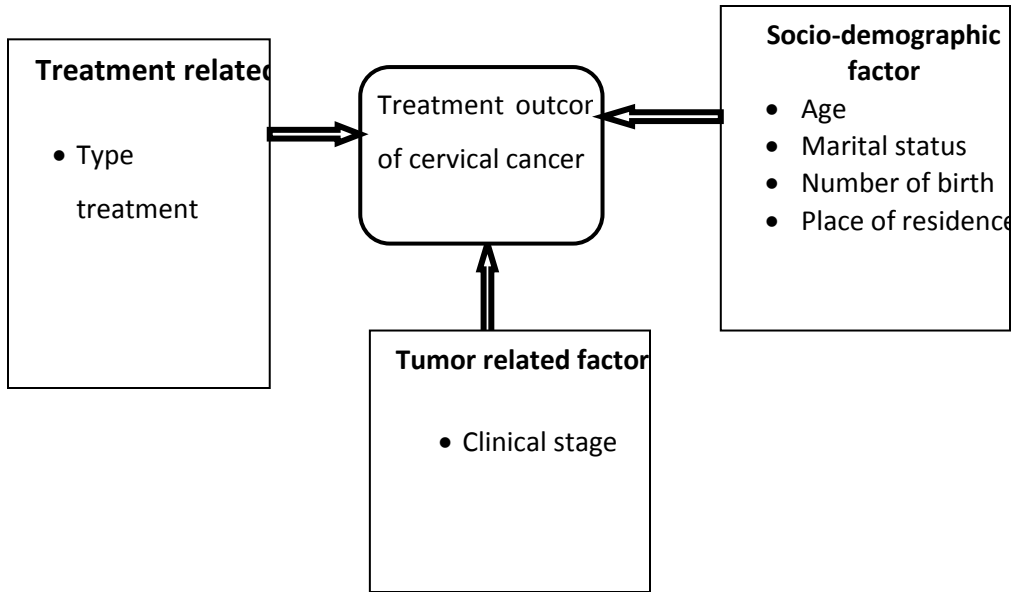 Treatment related
• Type
treatment
Treatment outcor
of cervical cancer
Socio-demographic
factor
• Age
• Marital status
• Number of birth
• Place of residence
Tumor related factor
• Clinical stage